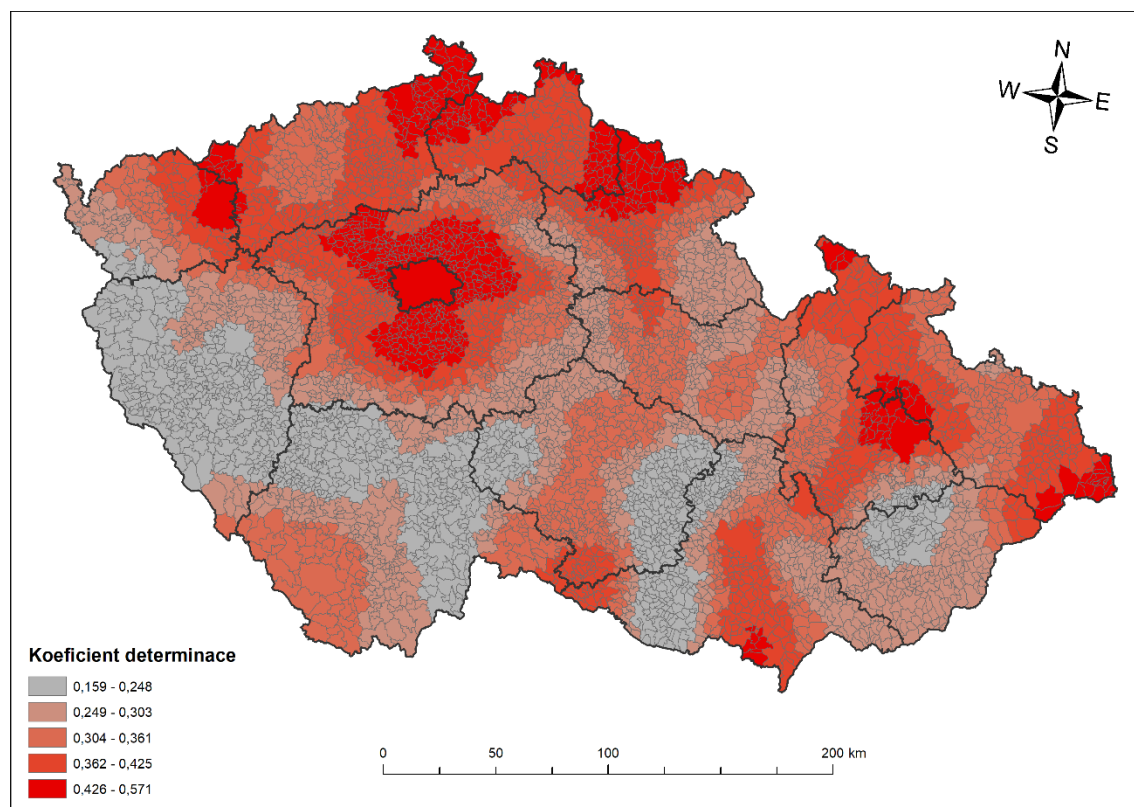 N
W E
S
Koeficient determinace
0,159 - 0,248
0,249 - 0,303
0,304 - 0,361
0,362 - 0,425
0,426 - 0,571
0 50 100 200 km